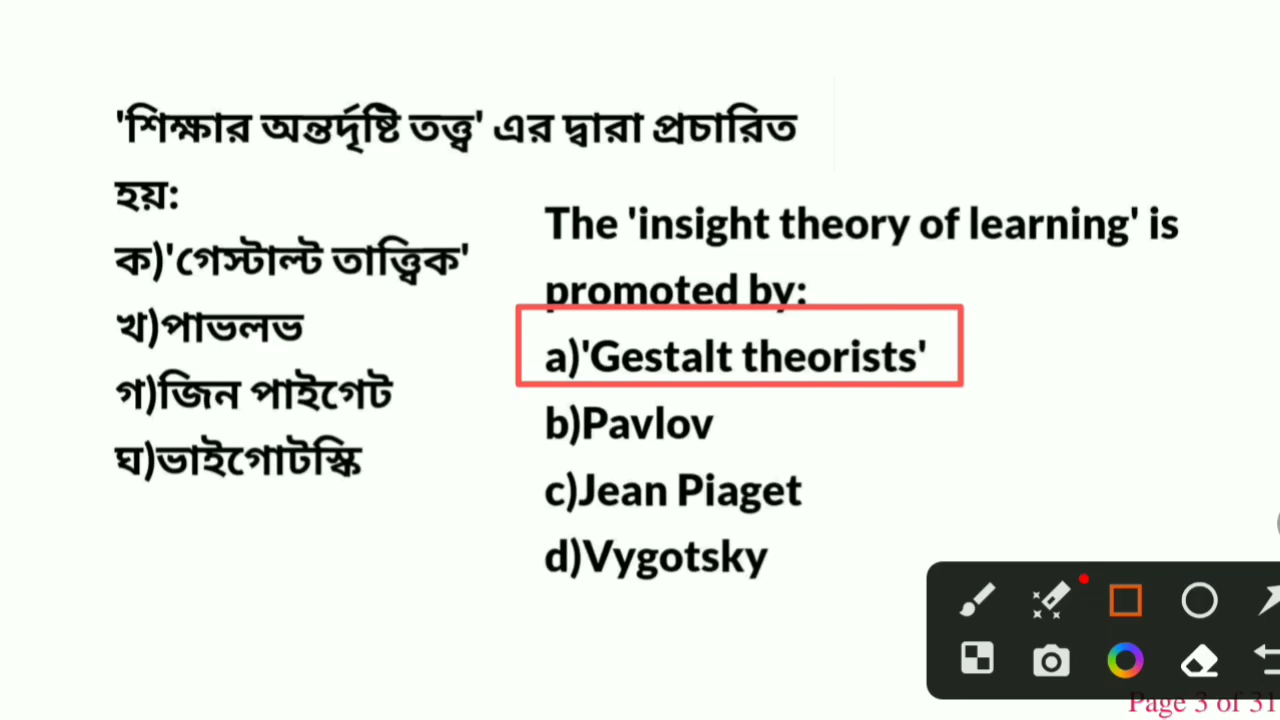 'শিক্ষার অন্তর্দৃষ্টি তত্ত্ব' এর দ্বারা প্রচারিত
হয়:
ক)'গেস্টাল্ট তাত্ত্বিক'
খ)পাভলভ
গ)জিন পাইগেট
ঘ)ভাইগোটস্কি
The 'insight theory of learning' is
promoted by:
a)'Gestalt theorists'
b)Pavlov
c)Jean Piaget
d)Vygotsky
Page 3 of 31